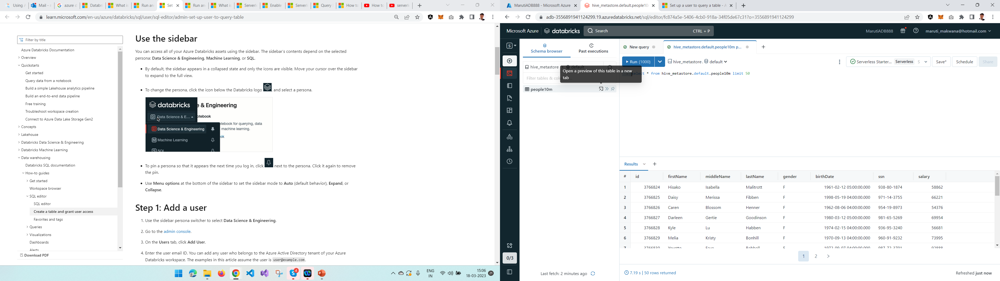 Using A
Mail - m
azure d
Databri
What is
Run and
Set
Run and
What is
Serverle
Enable
Serverle
Query
How to
How to
serverle
learn.microsoft.com/en-us/azure/databricks/sql/user/sql-editor/admin-set-up-user-to-query-table
Filter by title
Azure Databricks Documentation
Overview
Quickstarts
Get started
Query data from a notebook
Build a simple Lakehouse analytics pipeline
Build an end-to-end data pipeline
Free training
Troubleshoot workspace creation
Connect to Azure Data Lake Storage Gen2
Concepts
Lakehouse
Databricks Data Science & Engineering
Databricks Machine Learning
Data warehousing
Databricks SQL documentation
How-to guides
Get started
Workspace browser
SQL editor
SQL editor
Create a table and grant user access
Favorites and tags
Queries
Visualizations
Dashboards
Alerts
Download PDF
Use the sidebar
You can access all of your Azure Databricks assets using the sidebar. The sidebar's contents depend on the selected
persona: Data Science & Engineering, Machine Learning, or SQL.
• By default, the sidebar appears in a collapsed state and only the icons are visible. Move your cursor over the sidebar
to expand to the full view.
• To change the persona, click the icon below the Databricks logo and select a persona.
databricks
e & Engineering
D Data Science & E...
otebook
otebook for querying, data
D Data Science & Engineering
machine learning.
ok
M Machine Learning
S SQL
• To pin a persona so that it appears the next time you log in, click next to the persona. Click it again to remove
the pin.
• Use Menu options at the bottom of the sidebar to set the sidebar mode to Auto (default behavior), Expand, or
Collapse.
Step 1: Add a user
1. Use the sidebar persona switcher to select Data Science & Engineering.
2. Go to the admin console.
3. On the Users tab, click Add User.
4. Enter the user email ID. You can add any user who belongs to the Azure Active Directory tenant of your Azure
Databricks workspace. The examples in this article assume the user is user@example.com.
4
ENG
IN
15:06
18-03-2023
21
MarutiADB888 - Microsoft Azure
hive_metastore.default.people10
Set up a user to query a table - A
adb-3556891941124299.19.azuredatabricks.net/sql/editor/fc874a5e-5406-4cb0-918a-34f05de67c31?o=3556891941124299
Microsoft Azure
databricks
Search
CTRL + P
MarutiADB888
maruti_makwana@hotmail.com
S
0/3
Schema browser
Past executions
hive_metastore
default
Open a preview of this table in a new
tab
Filter tables & colu
people10m
Last fetch: 2 minutes ago
New query
hive_metastore.default.people10m p...
Run (1000)
hive_metastore. default
Serverless Starter... Serverless S
Save*
Schedule
Share
select * from hive_metastore.default.people10m limit 50
Results
# id firstName middleName lastName gender birthDate ssn salary
1 3766824 Hisako Isabella Malitrott F 1961-02-12 05:00:00.000 938-80-1874 58862
2 3766825 Daisy Merissa Fibben F 1998-05-19 04:00:00.000 971-14-3755 66221
3 3766826 Caren Blossom Henner F 1962-08-06 04:00:00.000 954-19-8973 54376
4 3766827 Darleen Gertie Goodinson F 1980-03-12 05:00:00.000 981-65-5269 69954
5 3766828 Kyle Lu Habben F 1974-02-15 04:00:00.000 936-95-3240 56681
6 3766829 Melia Kristy Bonhill F 1970-09-13 04:00:00.000 960-91-9232 73995
7 3766830 Yevette Faye F 1972-09-07 04:00:00.000 987-72-3701 92888
1 2
7.19 s | 50 rows returned
Refreshed just now